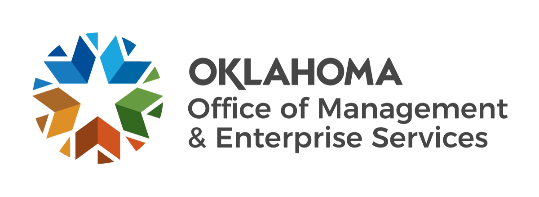 OKLAHOMA
Office of Management
& Enterprise Services